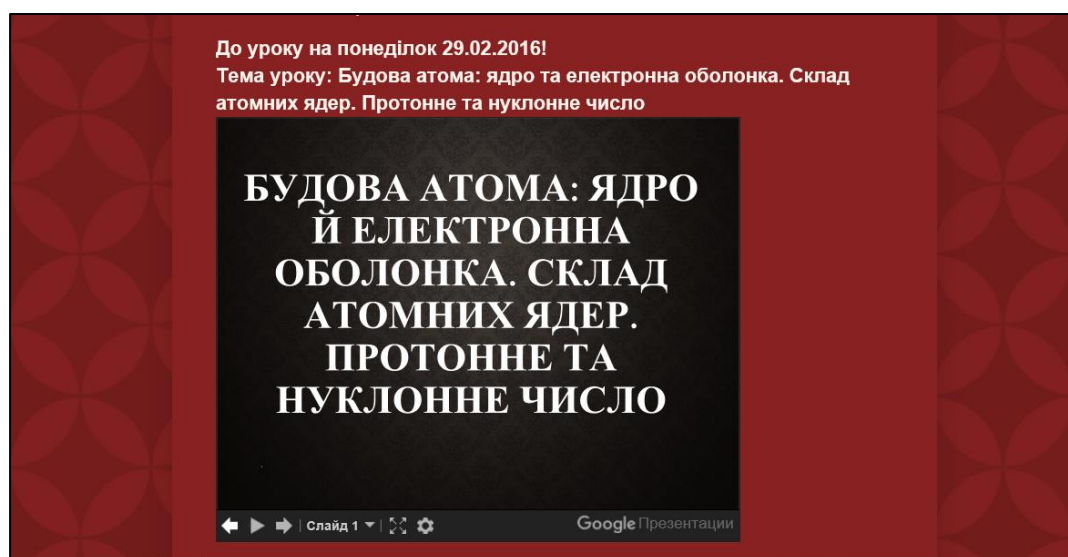 До уроку на понеділок 29.02.2016!
Тема уроку: Будова атома: ядро та електронна оболонка. Склад
атомних ядер. Протонне та нуклонне число
БУДОВА АТОМА: ЯДРО
Й ЕЛЕКТРОННА
ОБОЛОНКА. СКЛАД
АТОМНИХ ЯДЕР.
ПРОТОННЕ ТА
НУКЛОННЕ ЧИСЛО
Слайд 1 Google Презентации